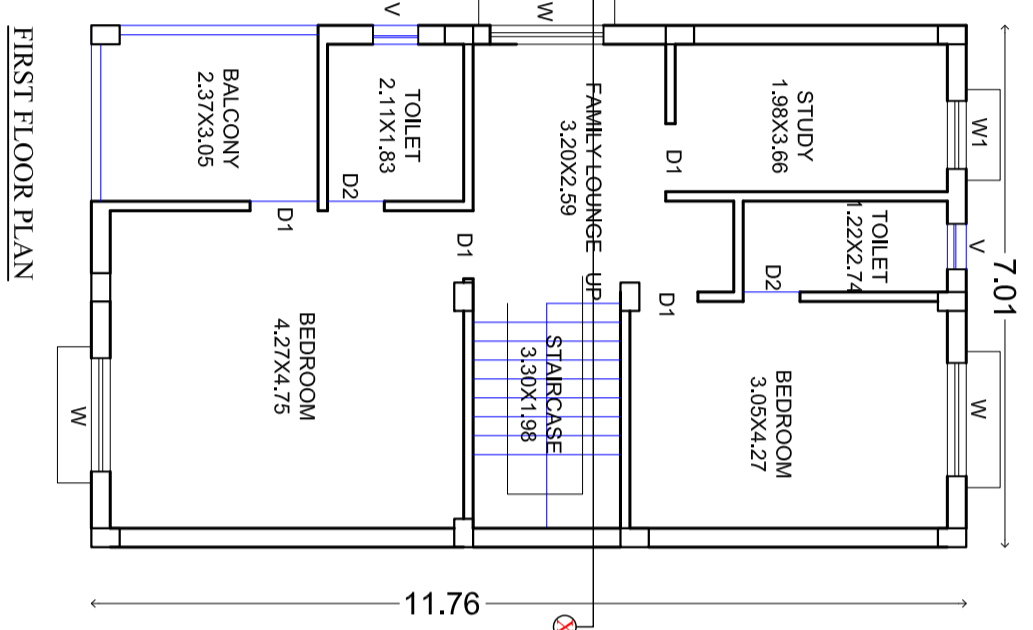 FIRST FLOOR PLAN
V
W
BALCONY
2.37X3.05
TOILET
2.11X1.83
FAMILY LOUNGE
3.20X2.59
STUDY
1.98X3.66
W1
D1
D2
D1
D1
TOILET
1.22X2.74
V
7.01
D2
UP
D1
BEDROOM
4.27X4.75
STAIRCASE
3.30X1.98
BEDROOM
3.05X4.27
W
W
11.76
X